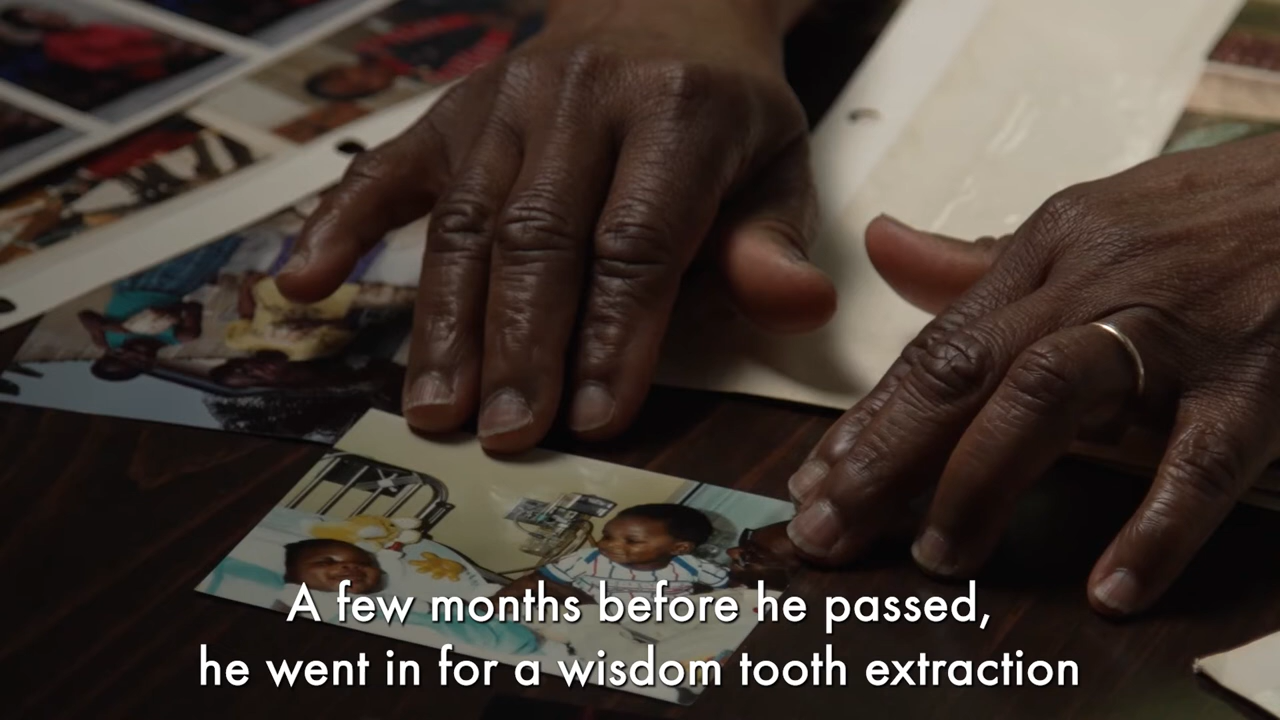 A few months before he passed,
he went in for a wisdom tooth extraction